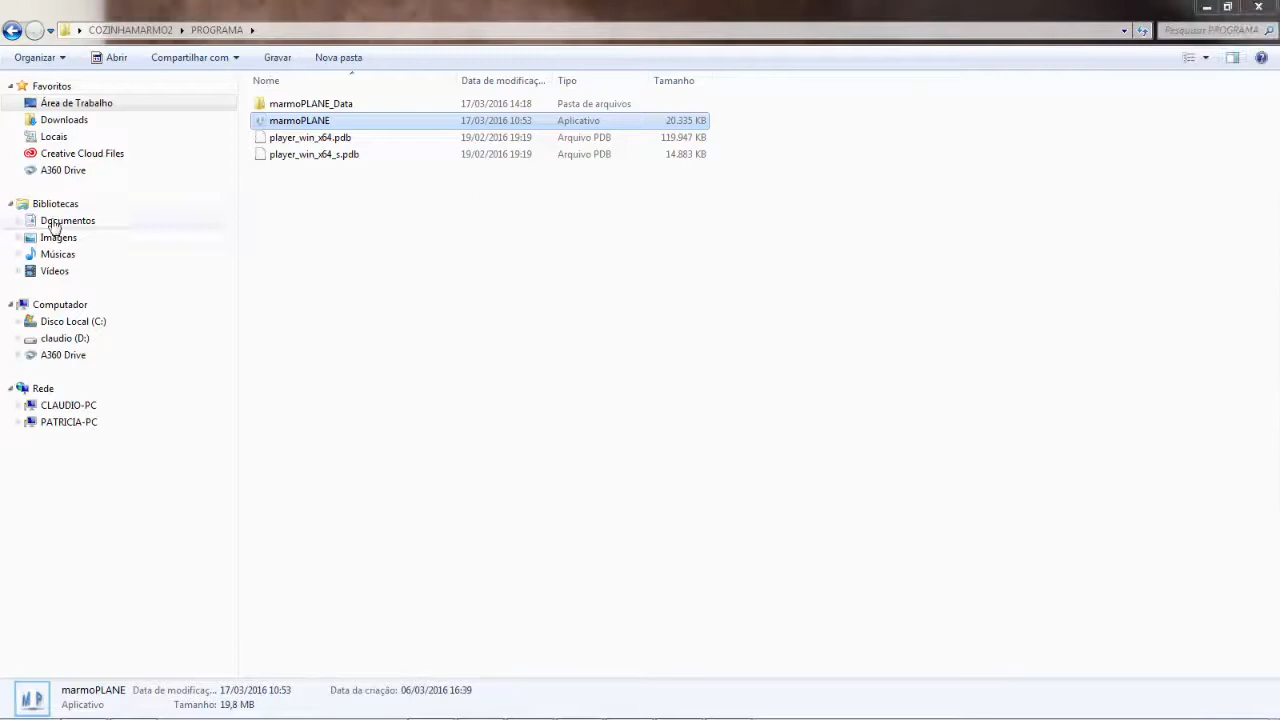 COZINHAMARMO2 PROGRAMA
Pesquisar PROGRAMA
Organizar Abrir Compartilhar com Gravar Nova pasta
Nome Data de modificaç... Tipo Tamanho
Favoritos
Área de Trabalho
Downloads
Locais
Creative Cloud Files
A360 Drive
Bibliotecas
Documentos
Imagens
Músicas
Vídeos
Computador
Disco Local (C:)
claudio (D:)
A360 Drive
Rede
CLAUDIO-PC
PATRICIA-PC
marmoPLANE_Data 17/03/2016 14:18 Pasta de arquivos
marmoPLANE 17/03/2016 10:53 Aplicativo 20.335 KB
player_win_x64.pdb 19/02/2016 19:19 Arquivo PDB 119.947 KB
player_win_x64_s.pdb 19/02/2016 19:19 Arquivo PDB 14.883 KB
MP
marmoPLANE Data de modificaç... 17/03/2016 10:53 Data da criação: 06/03/2016 16:39
Aplicativo Tamanho: 19,8 MB